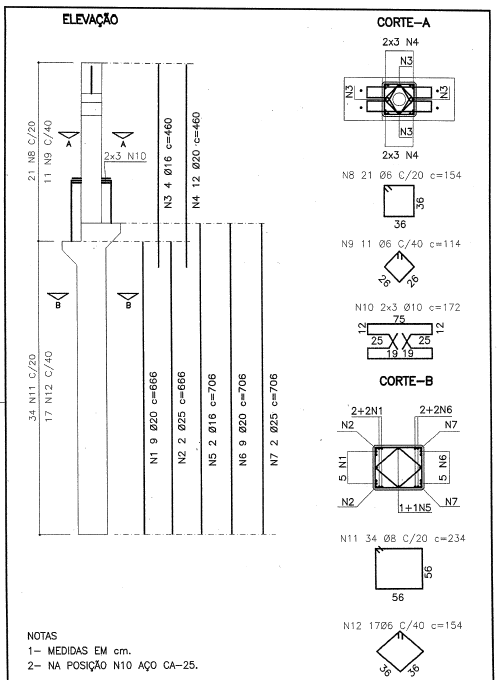 ELEVAÇÃO
21 N8 C/20
11 N9 C/40
A
A
2x3 N10
N3 4 Ø16 c=460
N4 12 Ø20 c=460
B
B
34 N11 C/20
17 N12 C/40
N1 9 Ø20 c=666
N2 2 Ø25 c=666
N5 2 Ø16 c=706
N6 9 Ø20 c=706
N7 2 Ø25 c=706
NOTAS
1- MEDIDAS EM cm.
2- NA POSIÇÃO N10 AÇO CA-25.
CORTE-A
2x3 N4
N3
N3
N3
N3
2x3 N4
N8 21 Ø6 C/20 c=154
36
36
N9 11 Ø6 C/40 c=114
26
26
N10 2x3 Ø10 c=172
75
12
12
25
25
19
19
CORTE-B
2+2N1
2+2N6
N2
N7
5 N1
5 N6
N2
N7
1+1N5
N11 34 Ø8 C/20 c=234
56
56
N12 17Ø6 C/40 c=154
36
36